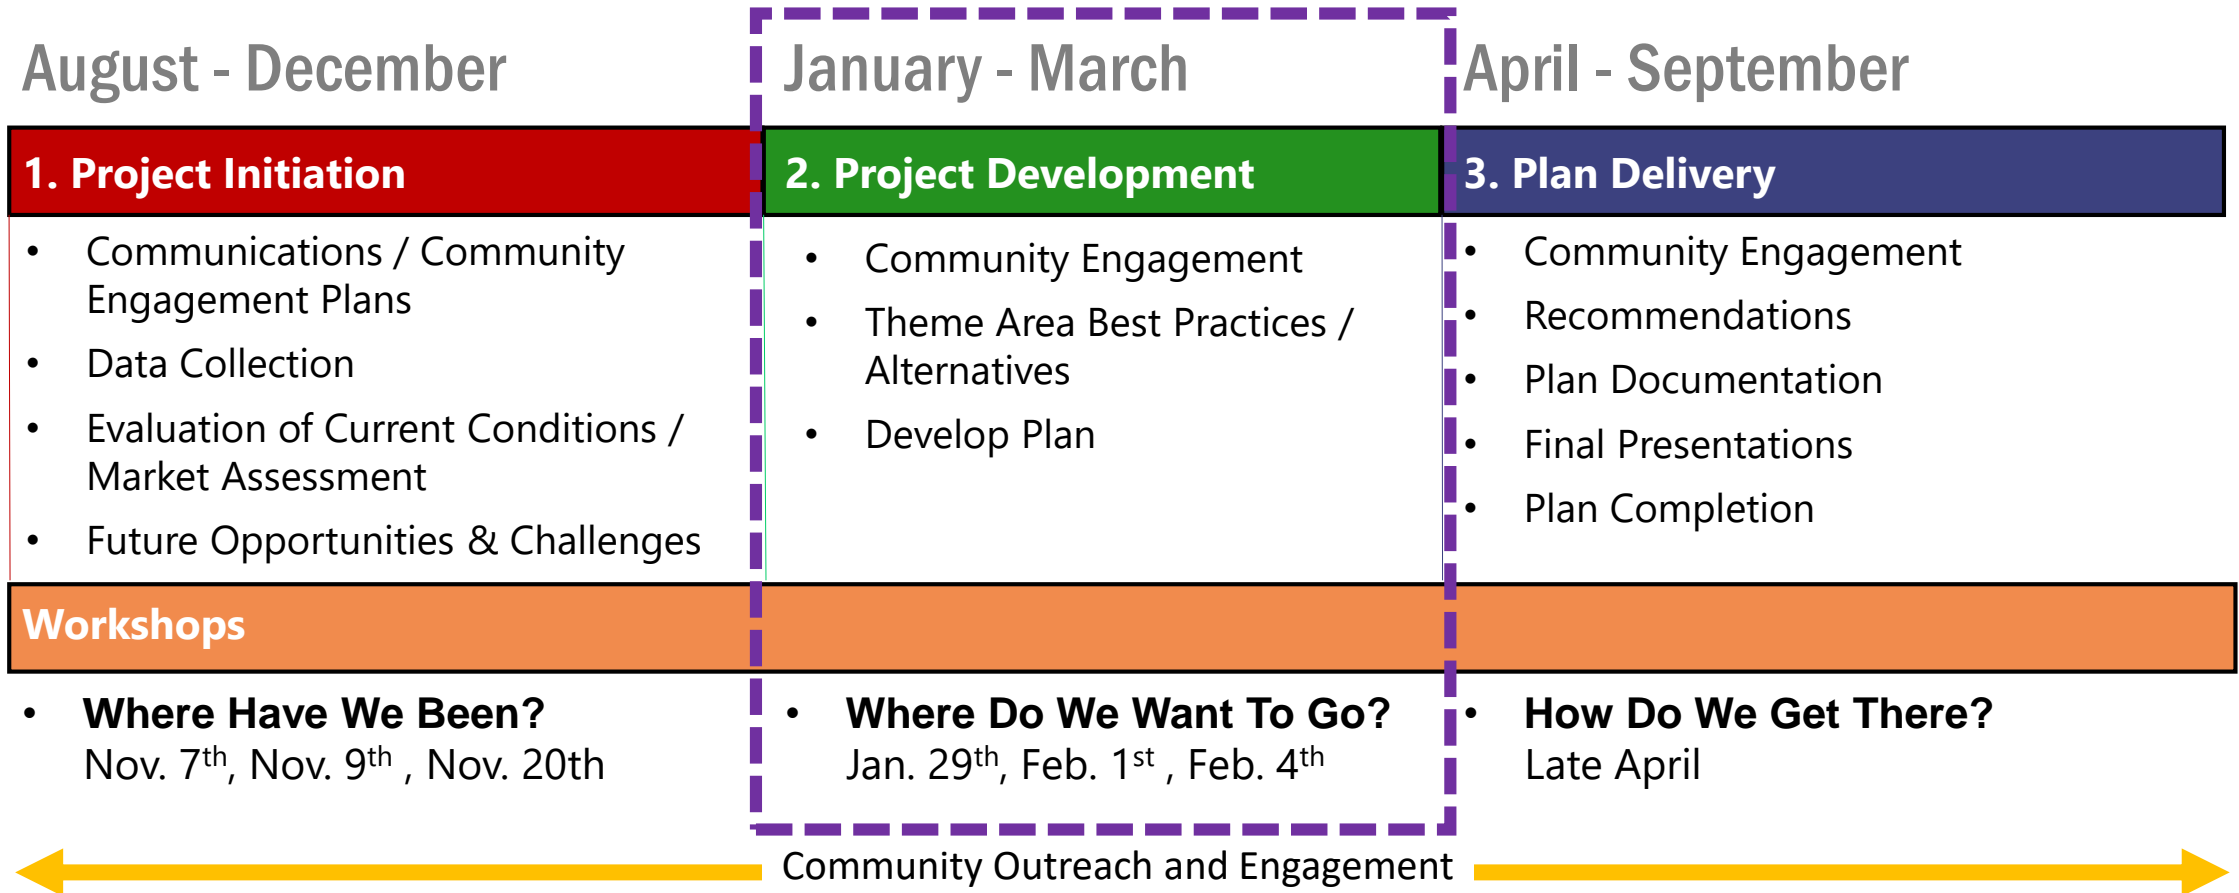 August - December
1. Project Initiation
• Communications / Community
Engagement Plans
• Data Collection
• Evaluation of Current Conditions /
Market Assessment
• Future Opportunities & Challenges
January - March
2. Project Development
• Community Engagement
• Theme Area Best Practices /
Alternatives
• Develop Plan
April - September
3. Plan Delivery
• Community Engagement
• Recommendations
• Plan Documentation
• Final Presentations
• Plan Completion
Workshops
• Where Have We Been?
Nov. 7th, Nov. 9th , Nov. 20th
• Where Do We Want To Go?
Jan. 29th, Feb. 1st , Feb. 4th
• How Do We Get There?
Late April
Community Outreach and Engagement